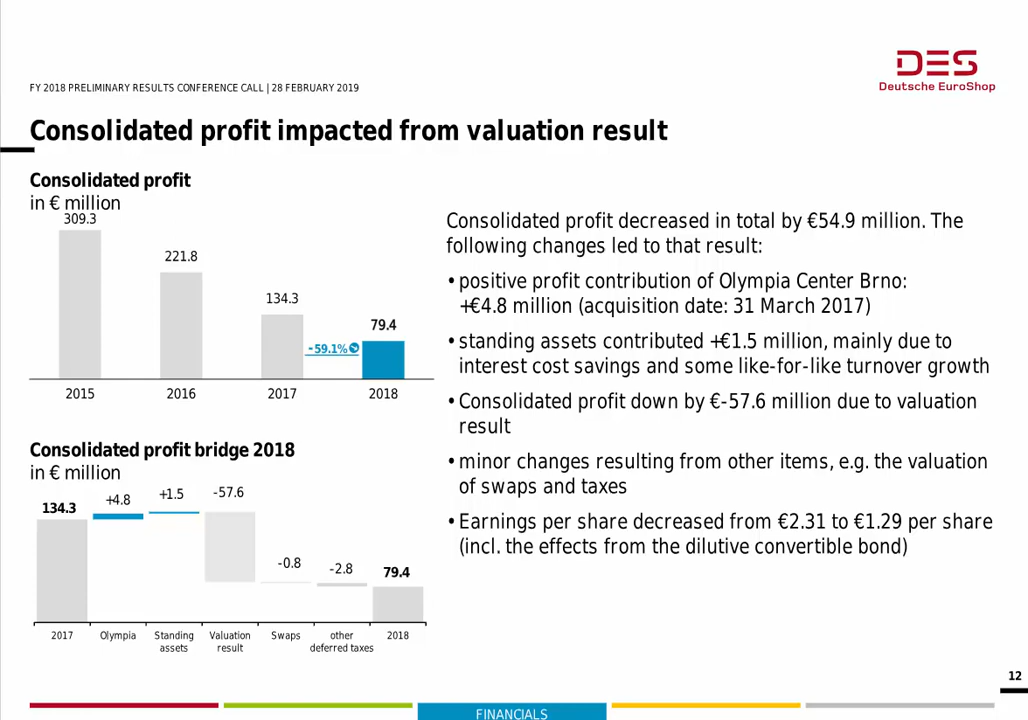 DES
Deutsche EuroShop
FY 2018 PRELIMINARY RESULTS CONFERENCE CALL | 28 FEBRUARY 2019
Consolidated profit impacted from valuation result
Consolidated profit
in € million
309.3
221.8
134.3
79.4
-59.1%
2015 2016 2017 2018
Consolidated profit bridge 2018
in € million
134.3 +4.8 +1.5 -57.6 -0.8 -2.8 79.4
2017 Olympia Standing assets Valuation result Swaps other deferred taxes 2018
Consolidated profit decreased in total by €54.9 million. The
following changes led to that result:
• positive profit contribution of Olympia Center Brno:
+€4.8 million (acquisition date: 31 March 2017)
• standing assets contributed +€1.5 million, mainly due to
interest cost savings and some like-for-like turnover growth
• Consolidated profit down by €-57.6 million due to valuation
result
• minor changes resulting from other items, e.g. the valuation
of swaps and taxes
• Earnings per share decreased from €2.31 to €1.29 per share
(incl. the effects from the dilutive convertible bond)
12
FINANCIALS